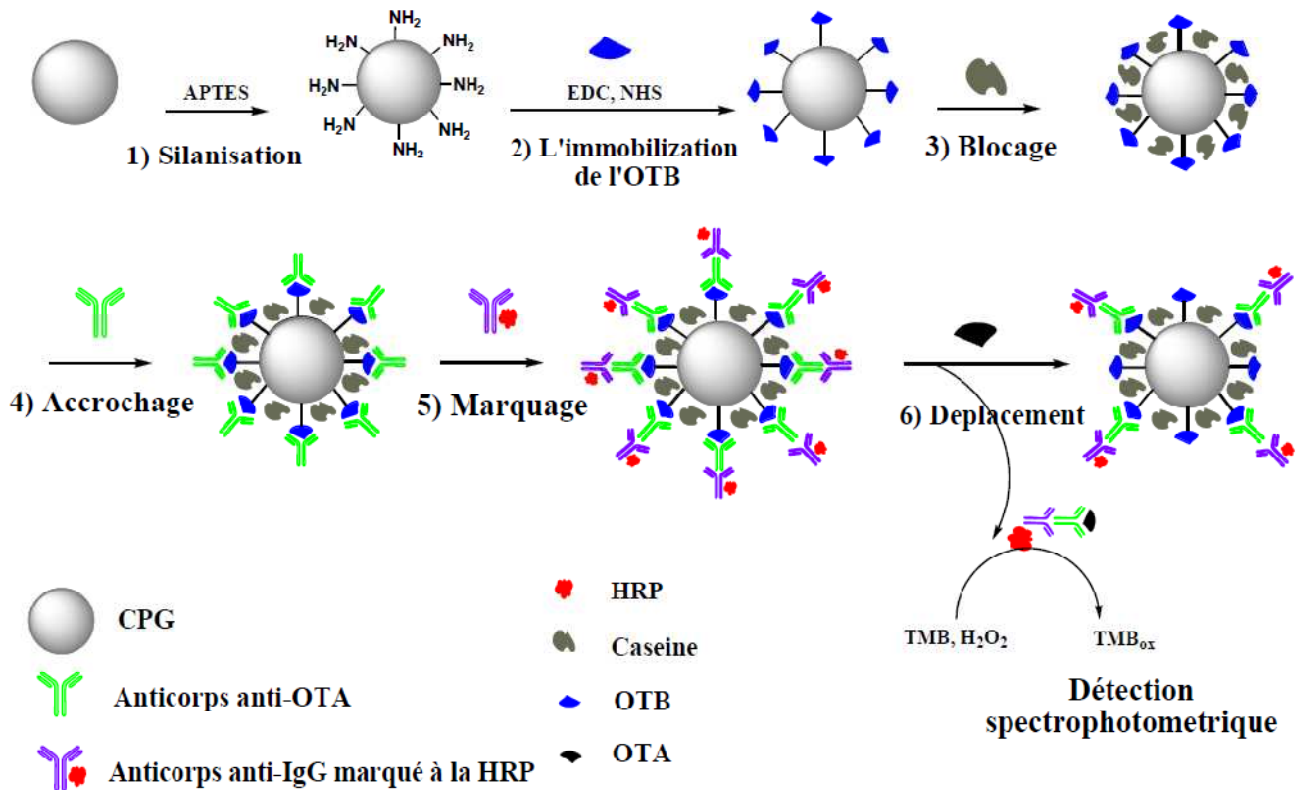 NH2
H2N
NH2
H2N
NH2
H2N
NH2
NH2
APTES
1) Silanisation
EDC, NHS
2) L'immobilization
de l'OTB
3) Blocage
4) Accrochage
5) Marquage
6) Deplacement
CPG
Anticorps anti-OTA
Anticorps anti-IgG marqué à la HRP
HRP
Caseine
OTB
OTA
TMB, H2O2
TMBox
Détection
spectrophotometrique